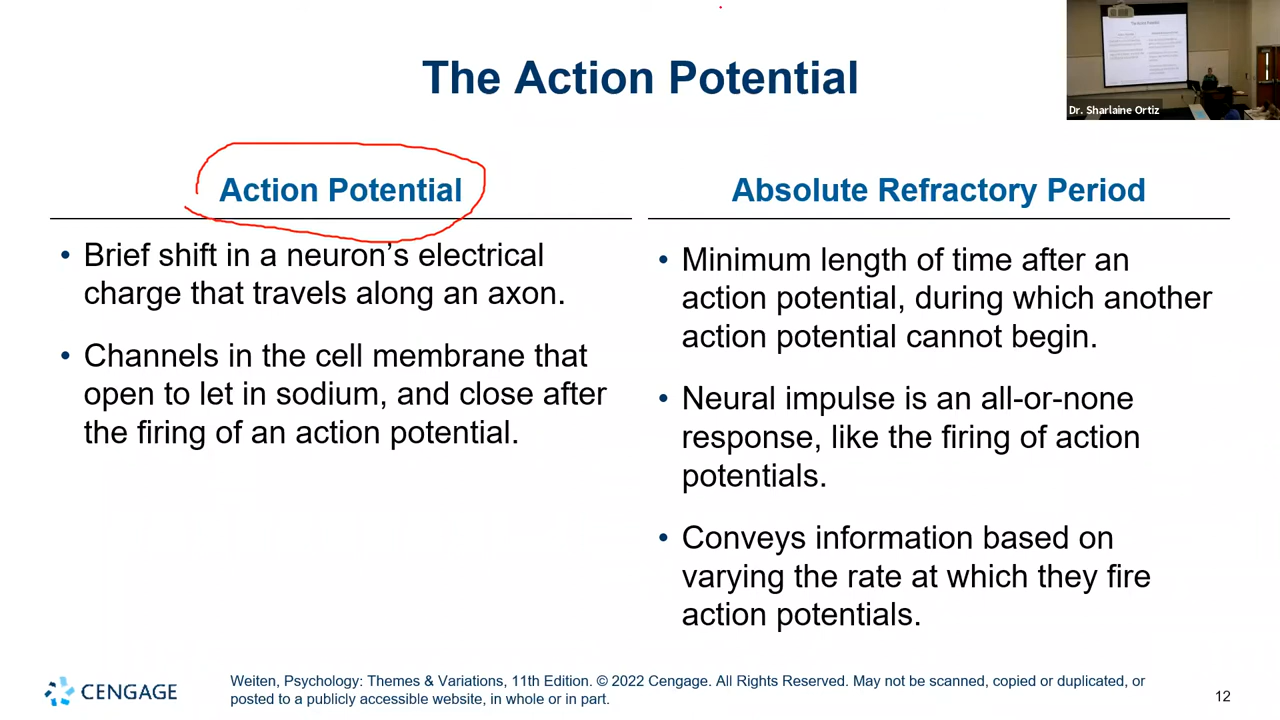 The Action Potential
Dr. Sharlaine Ortiz
Action Potential
• Brief shift in a neuron’s electrical
charge that travels along an axon.
• Channels in the cell membrane that
open to let in sodium, and close after
the firing of an action potential.
Absolute Refractory Period
• Minimum length of time after an
action potential, during which another
action potential cannot begin.
• Neural impulse is an all-or-none
response, like the firing of action
potentials.
• Conveys information based on
varying the rate at which they fire
action potentials.
CENGAGE
Weiten, Psychology: Themes & Variations, 11th Edition. © 2022 Cengage. All Rights Reserved. May not be scanned, copied or duplicated, or
posted to a publicly accessible website, in whole or in part.
12